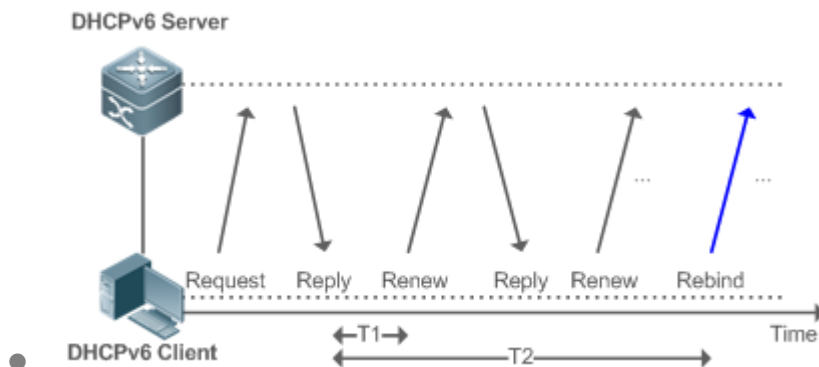 DHCPv6 Server
...
...
Request Reply Renew Reply Renew Rebind
T1
Time
DHCPv6 Client
T2